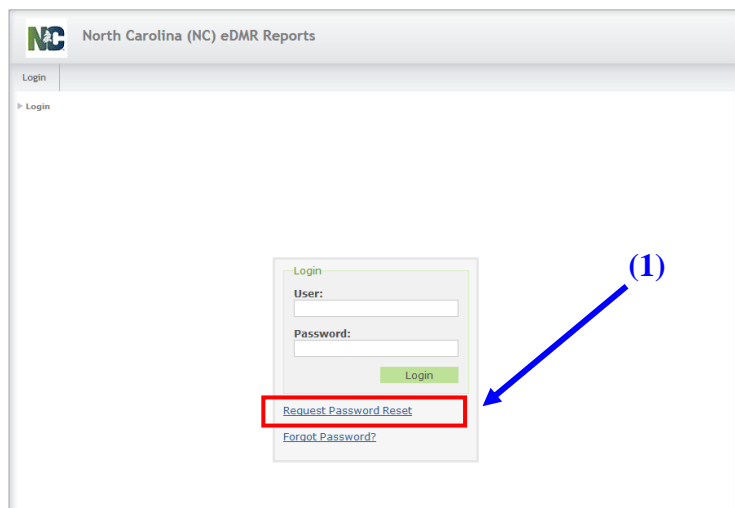 NC
North Carolina (NC) eDMR Reports
Login
Login
(1)
Login
User:
Password:
Login
Request Password Reset
Forgot Password?